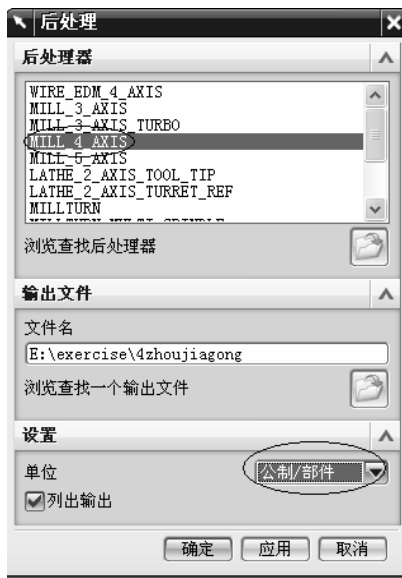 后处理
后处理器
WIRE_EDM_4_AXIS
MILL_3_AXIS
MILL_3_AXIS_TURBO
MILL_4_AXIS
MILL_5_AXIS
LATHE_2_AXIS_TOOL_TIP
LATHE_2_AXIS_TURRET_REF
MILLTURN
浏览查找后处理器
输出文件
文件名
E:\exercise\4zhoujiagong
浏览查找一个输出文件
设置
单位
公制/部件
列出输出
确定 应用 取消